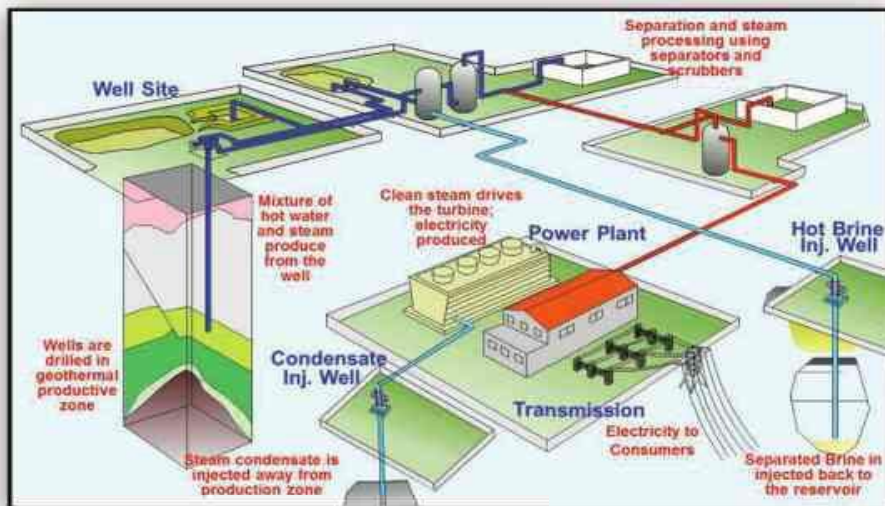 Separation and steam
processing using
separators and
scrubbers
Well Site
Mixture of
hot water
and steam
produce
from the
well
Clean steam drives
the turbine;
electricity
produced
Power Plant
Hot Brine
Inj. Well
Wells are
drilled in
geothermal
productive
zone
Condensate
Inj. Well
Transmission
Electricity to
Consumers
Steam condensate is
injected away from
production zone
Separated Brine in
injected back to
the reservoir